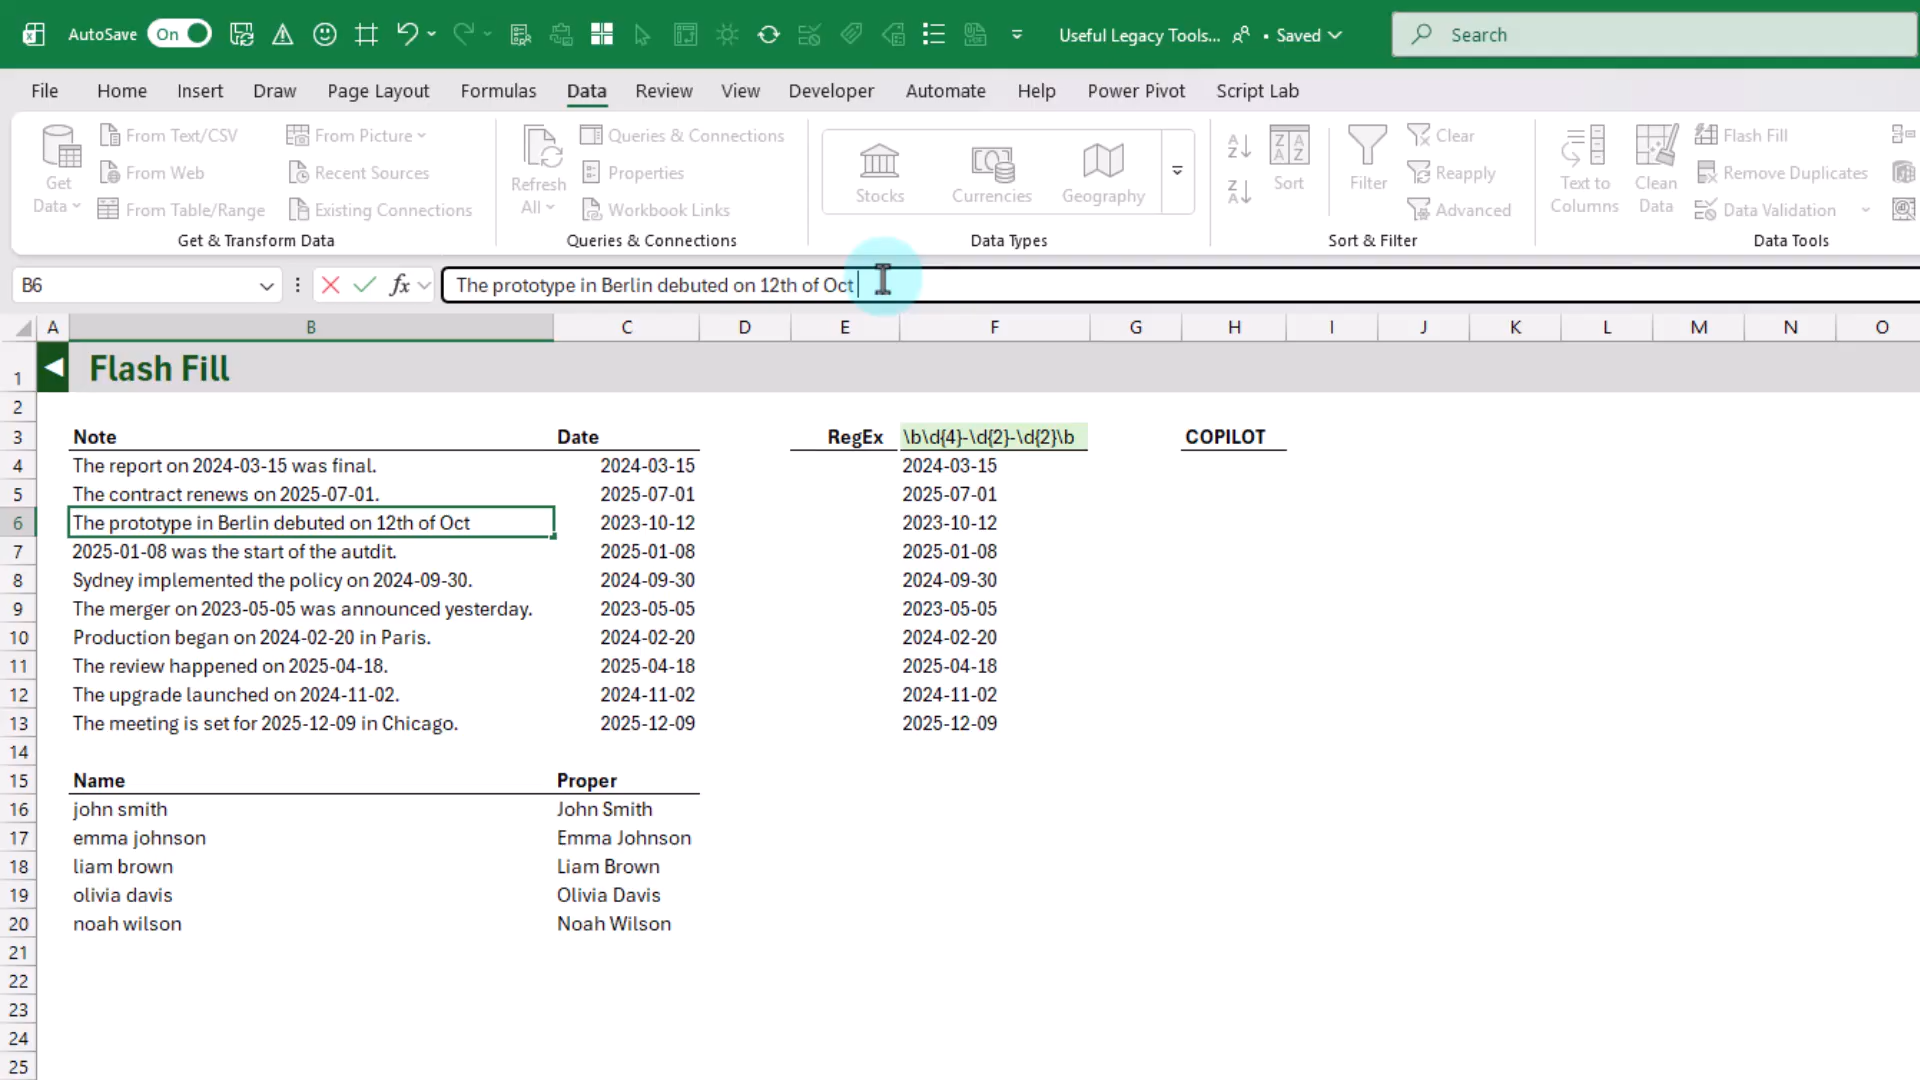 AutoSave On Useful Legacy Tools... • Saved Search
File Home Insert Draw Page Layout Formulas Data Review View Developer Automate Help Power Pivot Script Lab
Get Data
From Text/CSV
From Web
From Table/Range
From Picture
Recent Sources
Existing Connections
Get & Transform Data
Refresh All
Queries & Connections
Properties
Workbook Links
Queries & Connections
Stocks Currencies Geography
Data Types
Sort
Filter
Clear
Reapply
Advanced
Sort & Filter
Text to Columns
Clean Data
Flash Fill
Remove Duplicates
Data Validation
Data Tools
B6 fx The prototype in Berlin debuted on 12th of Oct
A B C D E F G H I J K L M N O
1 Flash Fill
2
3 Note Date RegEx \b\d{4}-\d{2}-\d{2}\b COPILOT
4 The report on 2024-03-15 was final. 2024-03-15 2024-03-15
5 The contract renews on 2025-07-01. 2025-07-01 2025-07-01
6 The prototype in Berlin debuted on 12th of Oct 2023-10-12 2023-10-12
7 2025-01-08 was the start of the autdit. 2025-01-08 2025-01-08
8 Sydney implemented the policy on 2024-09-30. 2024-09-30 2024-09-30
9 The merger on 2023-05-05 was announced yesterday. 2023-05-05 2023-05-05
10 Production began on 2024-02-20 in Paris. 2024-02-20 2024-02-20
11 The review happened on 2025-04-18. 2025-04-18 2025-04-18
12 The upgrade launched on 2024-11-02. 2024-11-02 2024-11-02
13 The meeting is set for 2025-12-09 in Chicago. 2025-12-09 2025-12-09
14
15 Name Proper
16 john smith John Smith
17 emma johnson Emma Johnson
18 liam brown Liam Brown
19 olivia davis Olivia Davis
20 noah wilson Noah Wilson
21
22
23
24
25